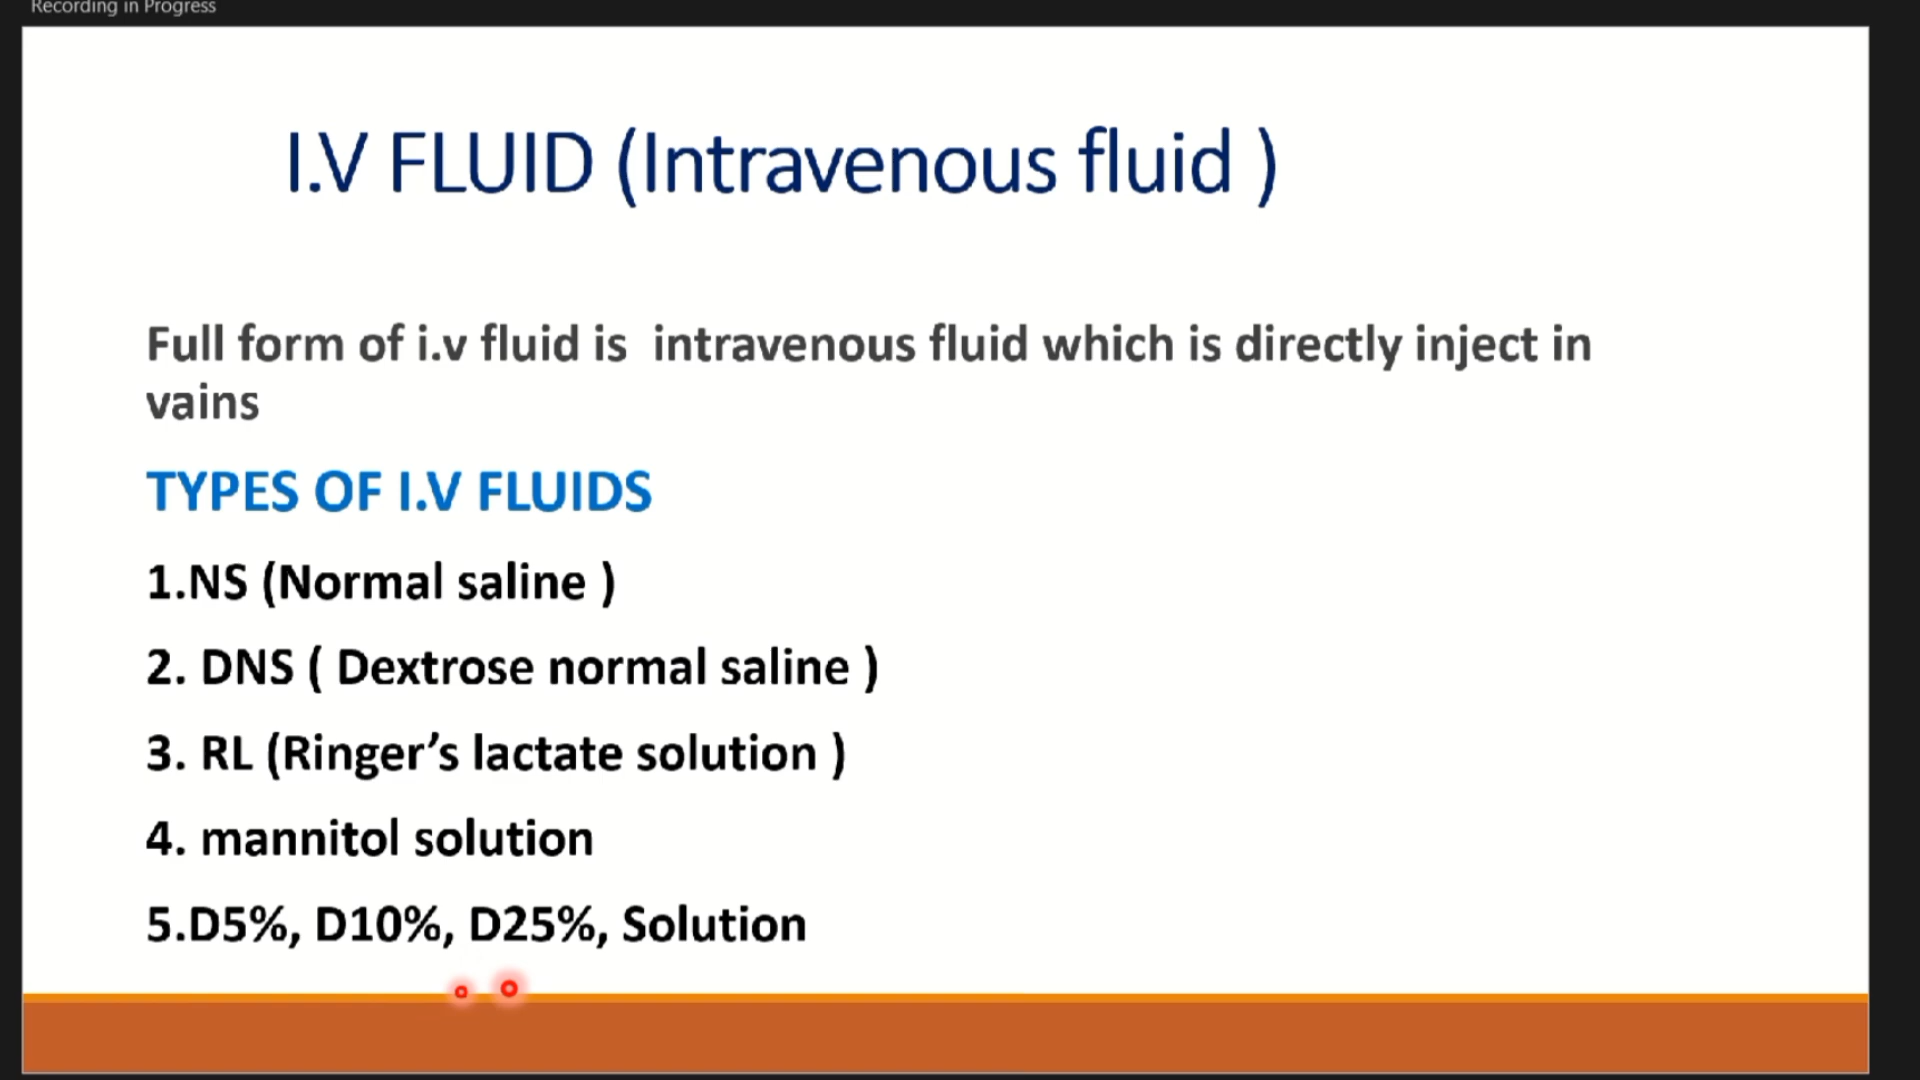 Recording in Progress
I.V FLUID (Intravenous fluid )
Full form of i.v fluid is  intravenous fluid which is directly inject in
vains
TYPES OF I.V FLUIDS
1.NS (Normal saline )
2. DNS ( Dextrose normal saline )
3. RL (Ringer’s lactate solution )
4. mannitol solution
5.D5%, D10%, D25%, Solution